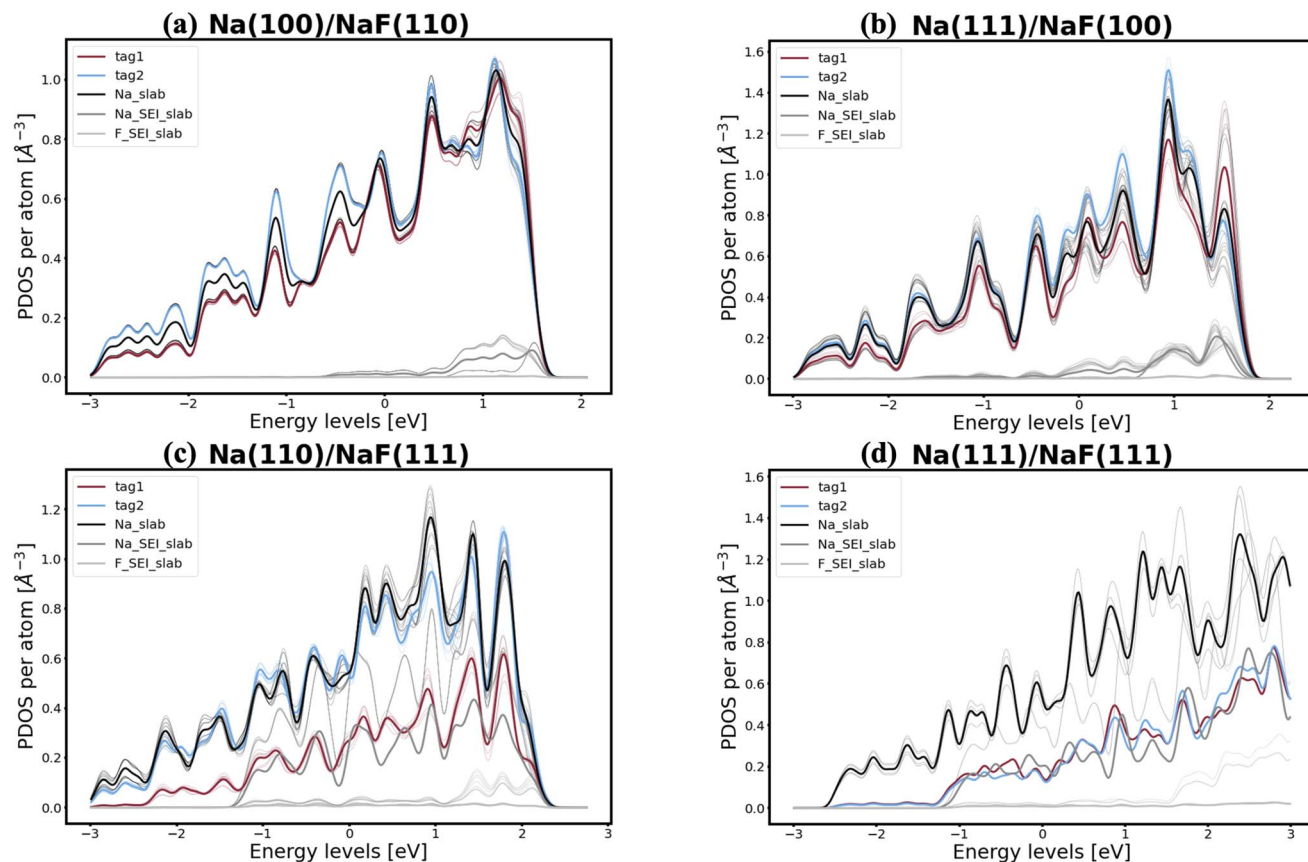 (a) Na(100)/NaF(110)
tag1
tag2
Na_slab
Na_SEI_slab
F_SEI_slab
PDOS per atom [Å⁻³]
1.0
0.8
0.6
0.4
0.2
0.0
−3 −2 −1 0 1 2
Energy levels [eV]
(b) Na(111)/NaF(100)
tag1
tag2
Na_slab
Na_SEI_slab
F_SEI_slab
PDOS per atom [Å⁻³]
1.6
1.4
1.2
1.0
0.8
0.6
0.4
0.2
0.0
−3 −2 −1 0 1 2
Energy levels [eV]
(c) Na(110)/NaF(111)
tag1
tag2
Na_slab
Na_SEI_slab
F_SEI_slab
PDOS per atom [Å⁻³]
1.2
1.0
0.8
0.6
0.4
0.2
0.0
−3 −2 −1 0 1 2 3
Energy levels [eV]
(d) Na(111)/NaF(111)
tag1
tag2
Na_slab
Na_SEI_slab
F_SEI_slab
PDOS per atom [Å⁻³]
1.6
1.4
1.2
1.0
0.8
0.6
0.4
0.2
0.0
−3 −2 −1 0 1 2 3
Energy levels [eV]